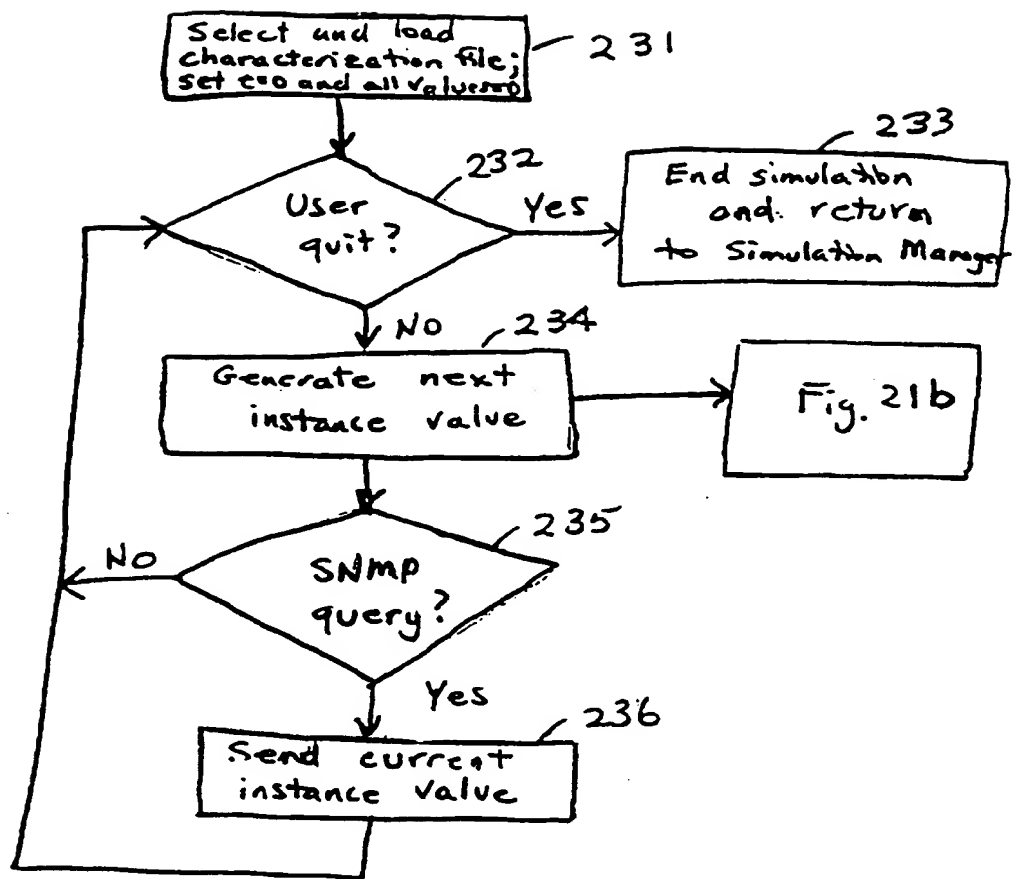 Select and load
characterization file;
set t=0 and all values=0
231
232
User
quit?
Yes
233
End simulation
and return
to Simulation Manager
No
234
Generate next
instance value
Fig. 21b
235
SNMP
query?
No
Yes
236
Send current
instance value